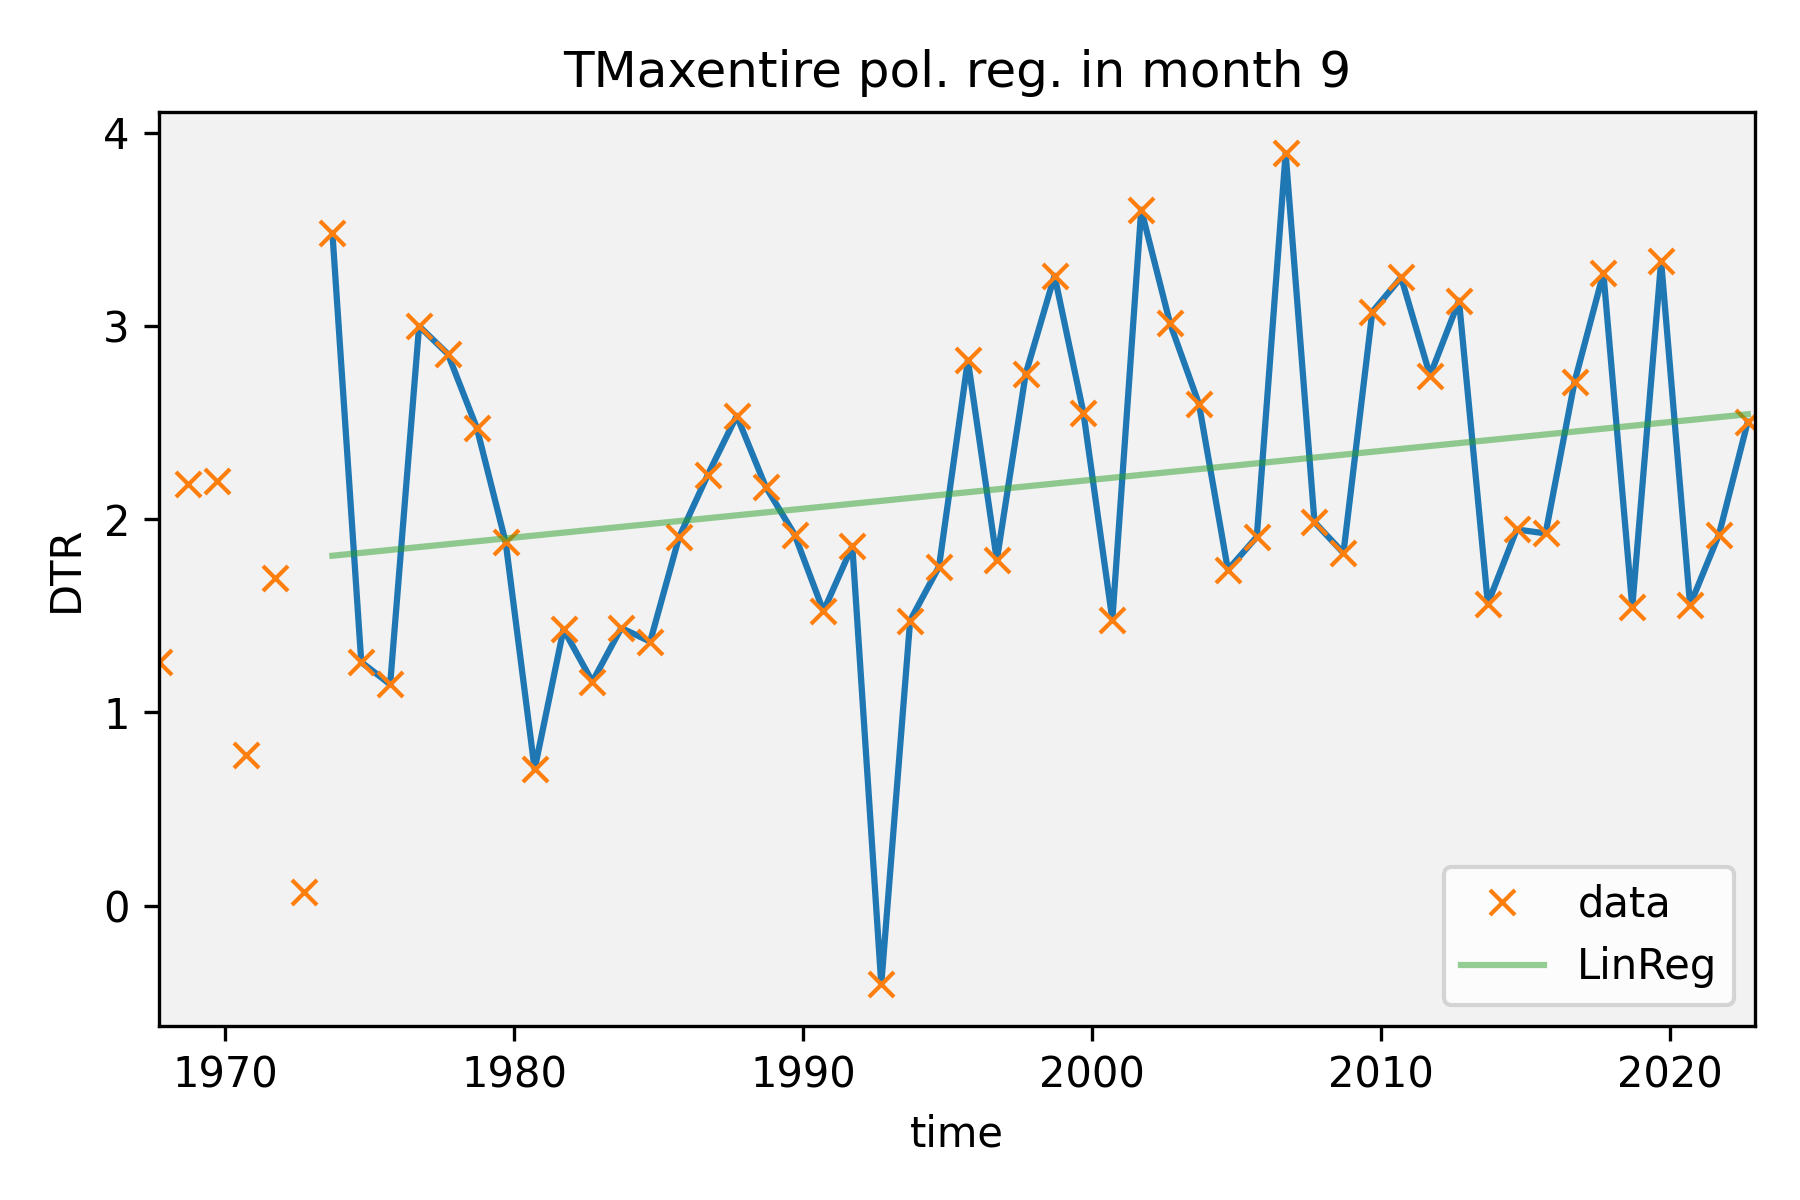 TMaxentire pol. reg. in month 9
DTR
4
3
2
1
0
1970 1980 1990 2000 2010 2020
time
data
LinReg